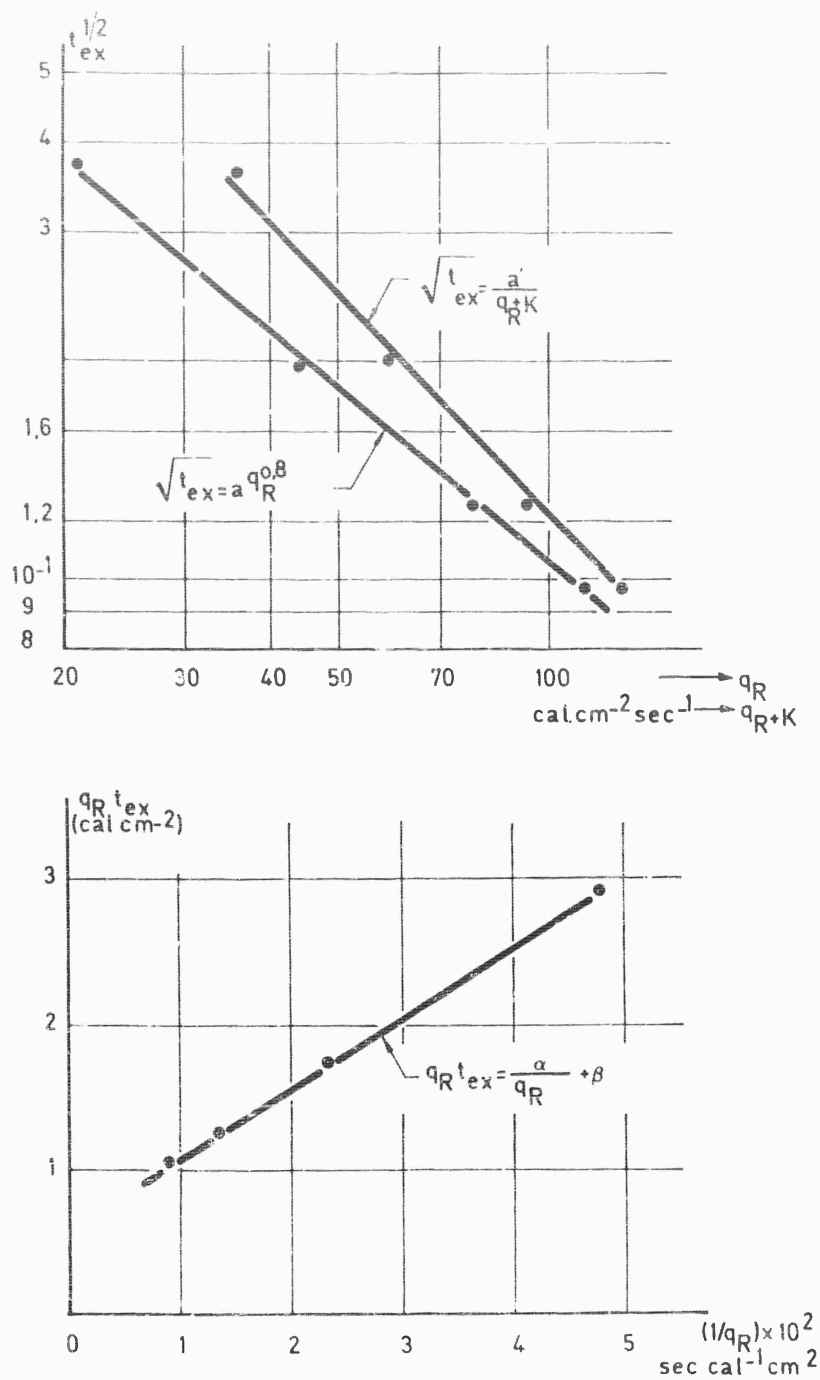 t_ex^1/2
5
4
3
√t_ex = a'/(q_R+K)
1,6
√t_ex = a q_R^0,8
1,2
10^-1
9
8
20 30 40 50 70 100
q_R
cal.cm^-2 sec^-1 q_R+K
q_R t_ex
(cal cm^-2)
3
2
q_R t_ex = α/q_R + β
1
0 1 2 3 4 5
(1/q_R) × 10^2
sec cal^-1 cm^2